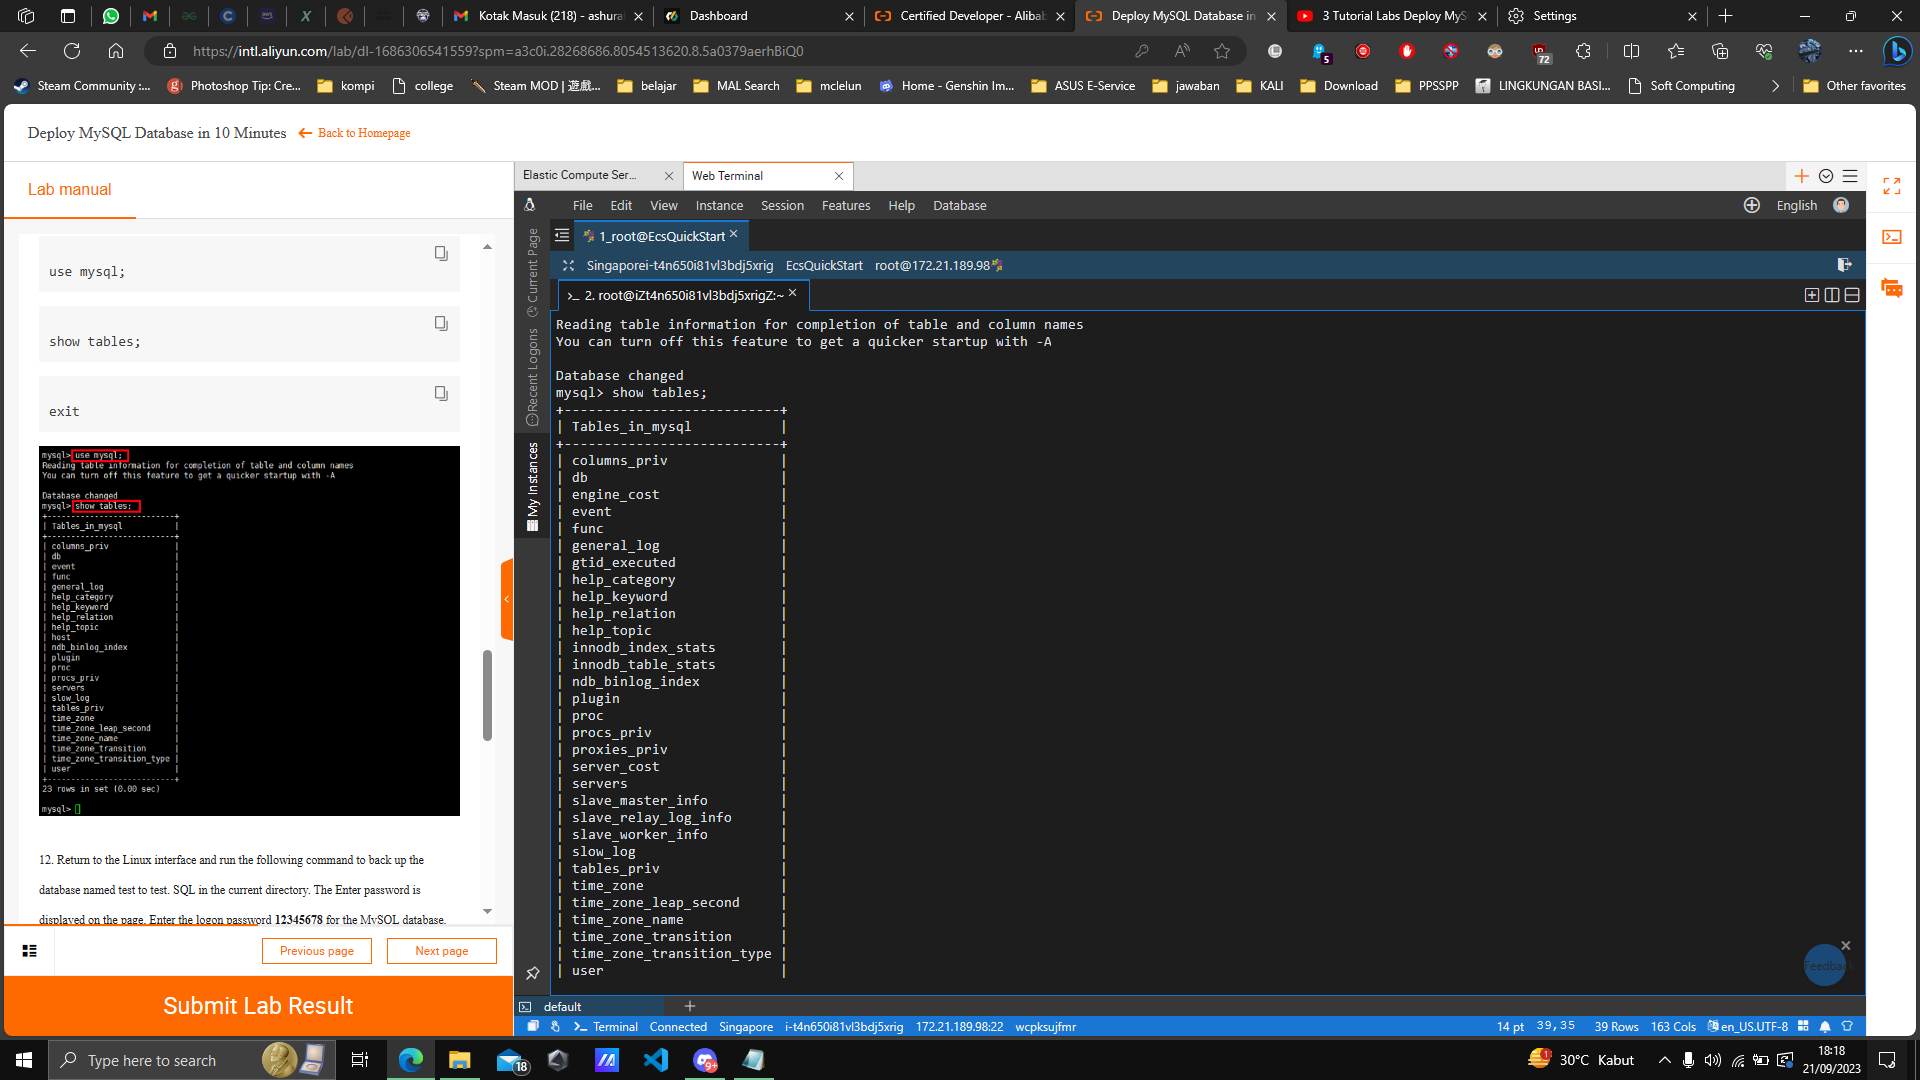 Kotak Masuk (218) - ashural
Dashboard
Certified Developer - Alibab
Deploy MySQL Database in
3 Tutorial Labs Deploy MyS
Settings
https://intl.aliyun.com/lab/dl-1686306541559?spm=a3c0i.28268686.8054513620.8.5a0379aerhBiQ0
5
72
Steam Community :...
Photoshop Tip: Cre...
kompi
college
Steam MOD | 遊戲...
belajar
MAL Search
mclelun
Home - Genshin Im...
ASUS E-Service
jawaban
KALI
Download
PPSSPP
LINGKUNGAN BASI...
Soft Computing
Other favorites
Deploy MySQL Database in 10 Minutes
Back to Homepage
Lab manual
use mysql;
show tables;
exit
mysql> use mysql;
Reading table information for completion of table and column names
You can turn off this feature to get a quicker startup with -A
Database changed
mysql> show tables;
+---------------------------+
| Tables_in_mysql |
+---------------------------+
| columns_priv |
| db |
| event |
| func |
| general_log |
| help_category |
| help_keyword |
| help_relation |
| help_topic |
| host |
| ndb_binlog_index |
| plugin |
| proc |
| procs_priv |
| servers |
| slow_log |
| tables_priv |
| time_zone |
| time_zone_leap_second |
| time_zone_name |
| time_zone_transition |
| time_zone_transition_type |
| user |
+---------------------------+
23 rows in set (0.00 sec)
mysql>
12. Return to the Linux interface and run the following command to back up the
database named test to test. SQL in the current directory. The Enter password is
displayed on the page. Enter the logon password 12345678 for the MySQL database.
Previous page
Next page
Submit Lab Result
Elastic Compute Ser...
Web Terminal
File
Edit
View
Instance
Session
Features
Help
Database
English
Current Page
Recent Logons
My Instances
1_root@EcsQuickStart
Singaporei-t4n650i81vl3bdj5xrig
EcsQuickStart
root@172.21.189.98
2. root@iZt4n650i81vl3bdj5xrigZ:~
Reading table information for completion of table and column names
You can turn off this feature to get a quicker startup with -A
Database changed
mysql> show tables;
+---------------------------+
| Tables_in_mysql |
+---------------------------+
| columns_priv |
| db |
| engine_cost |
| event |
| func |
| general_log |
| gtid_executed |
| help_category |
| help_keyword |
| help_relation |
| help_topic |
| innodb_index_stats |
| innodb_table_stats |
| ndb_binlog_index |
| plugin |
| proc |
| procs_priv |
| proxies_priv |
| server_cost |
| servers |
| slave_master_info |
| slave_relay_log_info |
| slave_worker_info |
| slow_log |
| tables_priv |
| time_zone |
| time_zone_leap_second |
| time_zone_name |
| time_zone_transition |
| time_zone_transition_type |
| user |
Feedback
default
Terminal
Connected
Singapore
i-t4n650i81vl3bdj5xrig
172.21.189.98:22
wcpksujfmr
14 pt
39,35
39 Rows
163 Cols
en_US.UTF-8
Type here to search
18
9+
1
30°C Kabut
18:18
21/09/2023